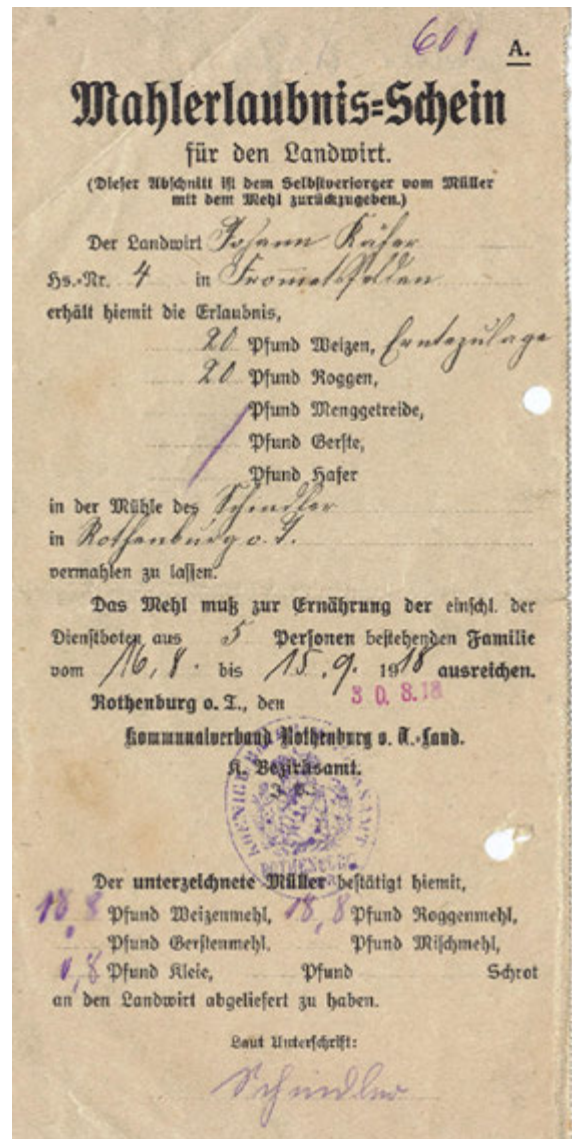 601 A.
Mahlerlaubnis=Schein
für den Landwirt.
(Dieser Abschnitt ist dem Selbstversorger vom Müller
mit dem Mehl zurückzugeben.)
Der Landwirt Johann Käfer
Hs.-Nr. 4 in Frommetsfelden
erhält hiemit die Erlaubnis,
20 Pfund Weizen, Erntezulage
20 Pfund Roggen,
Pfund Menggetreide,
Pfund Gerste,
Pfund Hafer
in der Mühle des Schindler
in Rothenburg o. T.
vermahlen zu lassen.
Das Mehl muß zur Ernährung der einschl. der
Dienstboten aus 5 Personen bestehenden Familie
vom 16.8. bis 15.9. 1918 ausreichen.
Rothenburg o. T., den 30.8.18
Kommunalverband Rothenburg o. T.-Land.
K. Bezirksamt.
ROTHENBURG
Der unterzeichnete Müller bestätigt hiemit,
18,8 Pfund Weizenmehl, 18,8 Pfund Roggenmehl,
Pfund Gerstenmehl, Pfund Mischmehl,
1,8 Pfund Kleie, Pfund Schrot
an den Landwirt abgeliefert zu haben.
Laut Unterschrift:
Schindler